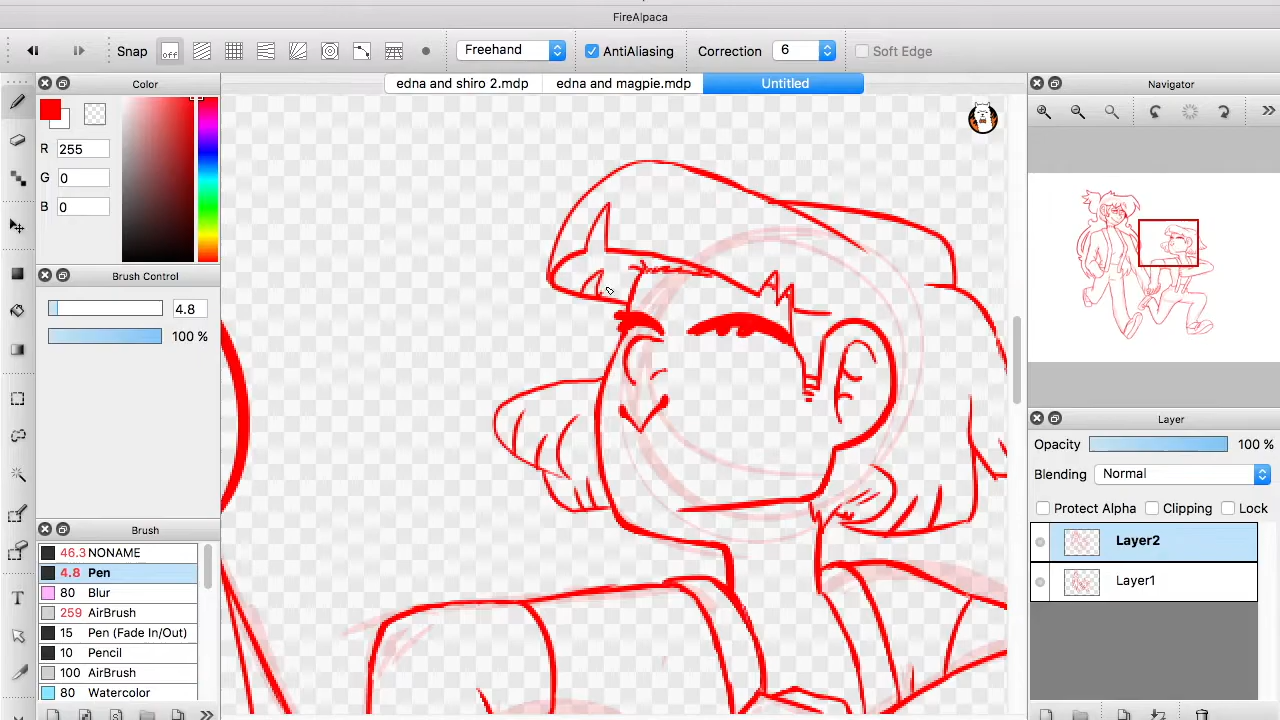 FireAlpaca
Snap
off
Freehand
AntiAliasing
Correction
6
Soft Edge
Color
edna and shiro 2.mdp
edna and magpie.mdp
Untitled
Navigator
R
255
G
0
B
0
Brush Control
4.8
100 %
Layer
Opacity
100 %
Blending
Normal
Protect Alpha
Clipping
Lock
Layer2
Layer1
Brush
46.3 NONAME
4.8 Pen
80 Blur
259 AirBrush
15 Pen (Fade In/Out)
10 Pencil
100 AirBrush
80 Watercolor